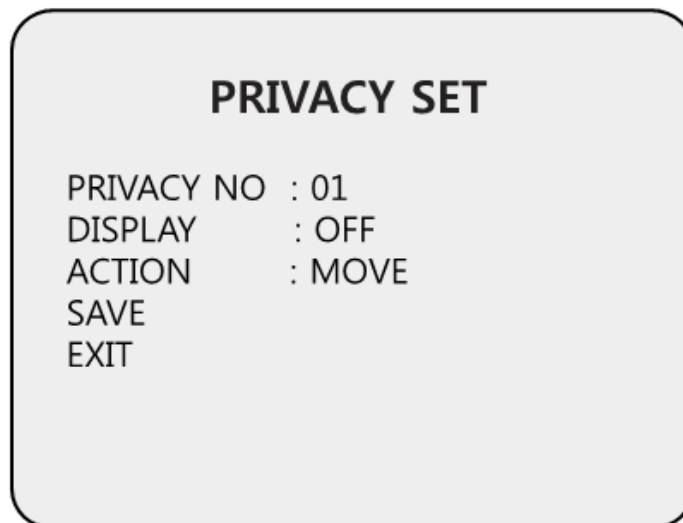 PRIVACY SET
PRIVACY NO : 01
DISPLAY : OFF
ACTION : MOVE
SAVE
EXIT